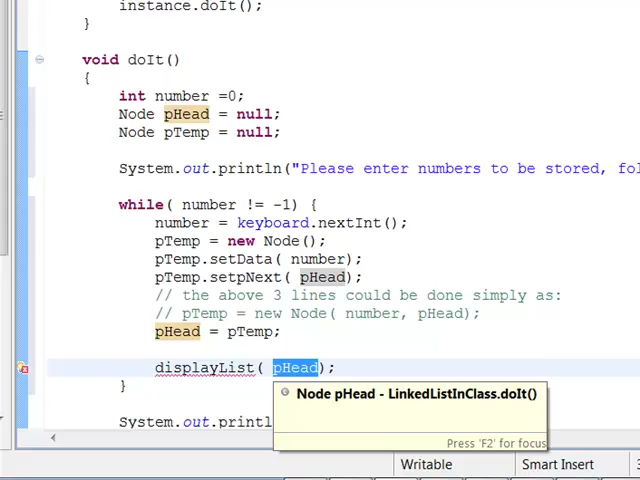 instance.doIt();
}
void doIt()
{
int number =0;
Node pHead = null;
Node pTemp = null;
System.out.println("Please enter numbers to be stored, fol
while( number != -1) {
number = keyboard.nextInt();
pTemp = new Node();
pTemp.setData( number);
pTemp.setpNext( pHead);
// the above 3 lines could be done simply as:
// pTemp = new Node( number, pHead);
pHead = pTemp;
displayList( pHead);
}
Node pHead - LinkedListInClass.doIt()
System.out.println
Press 'F2' for focus
Writable
Smart Insert